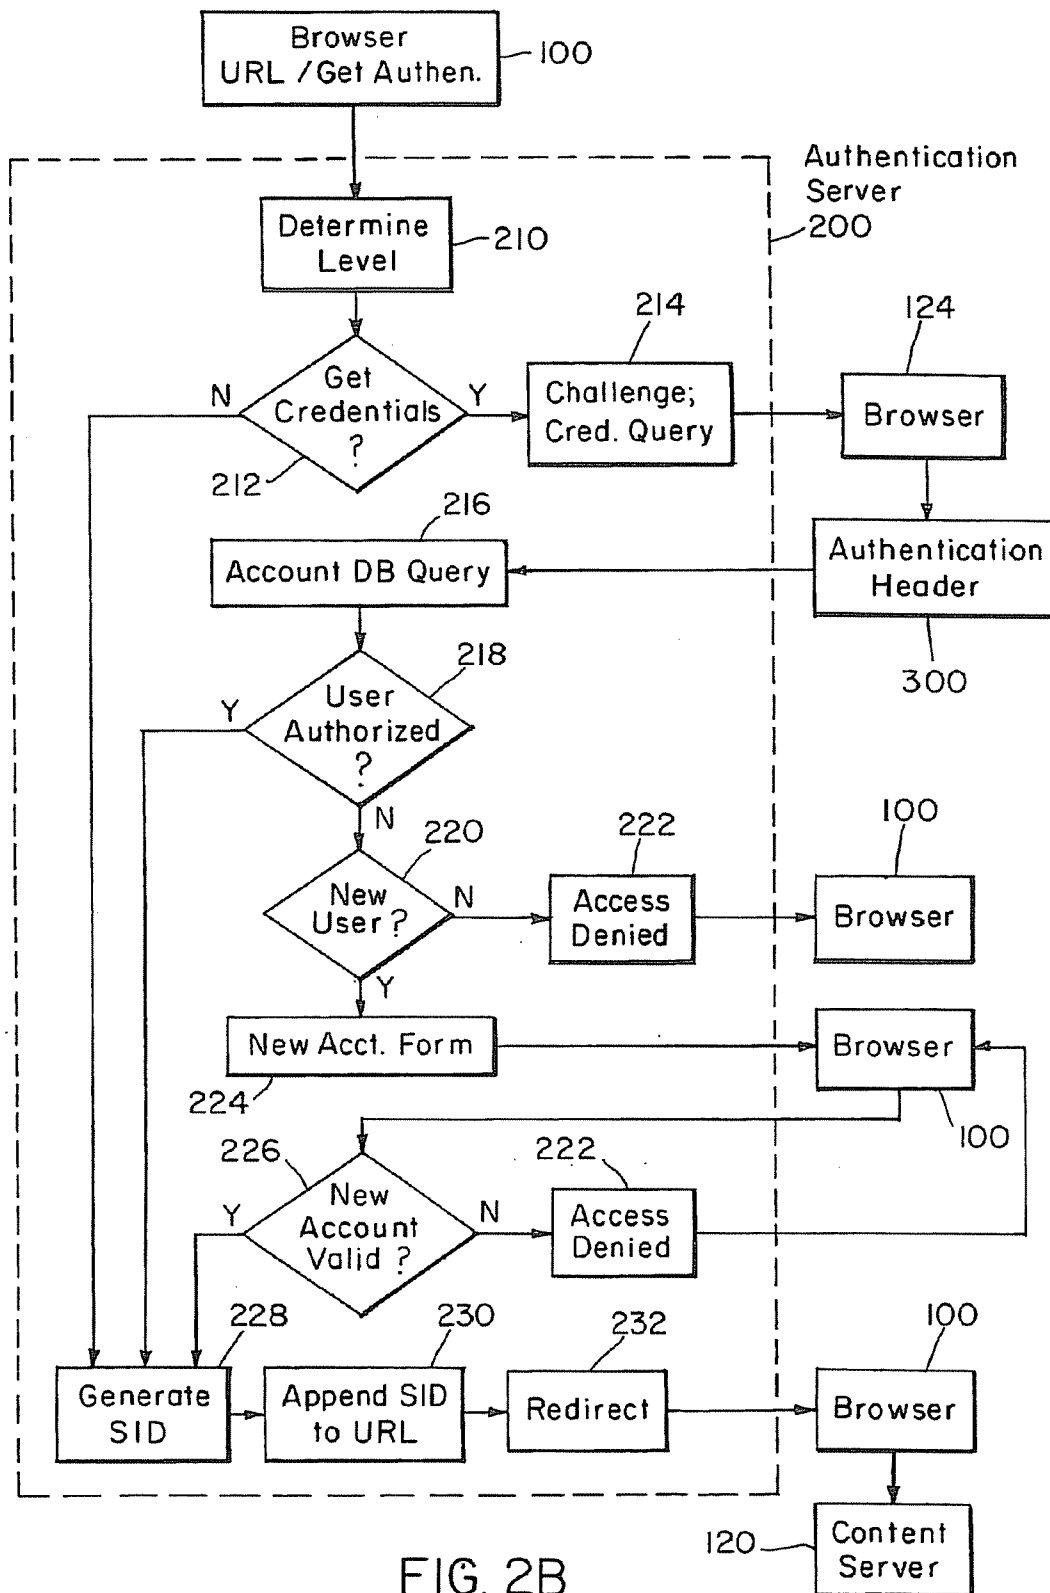 Browser
URL / Get Authen.
100
Authentication
Server
200
Determine
Level
210
214
124
N
Get
Credentials
?
Y
Challenge;
Cred. Query
Browser
212
216
Account DB Query
Authentication
Header
300
218
Y
User
Authorized
?
N
220
222
100
New
User ?
N
Access
Denied
Browser
Y
New Acct. Form
Browser
224
100
226
222
Y
New
Account
Valid ?
N
Access
Denied
228
230
232
100
Generate
SID
Append SID
to URL
Redirect
Browser
120
Content
Server
FIG. 2B